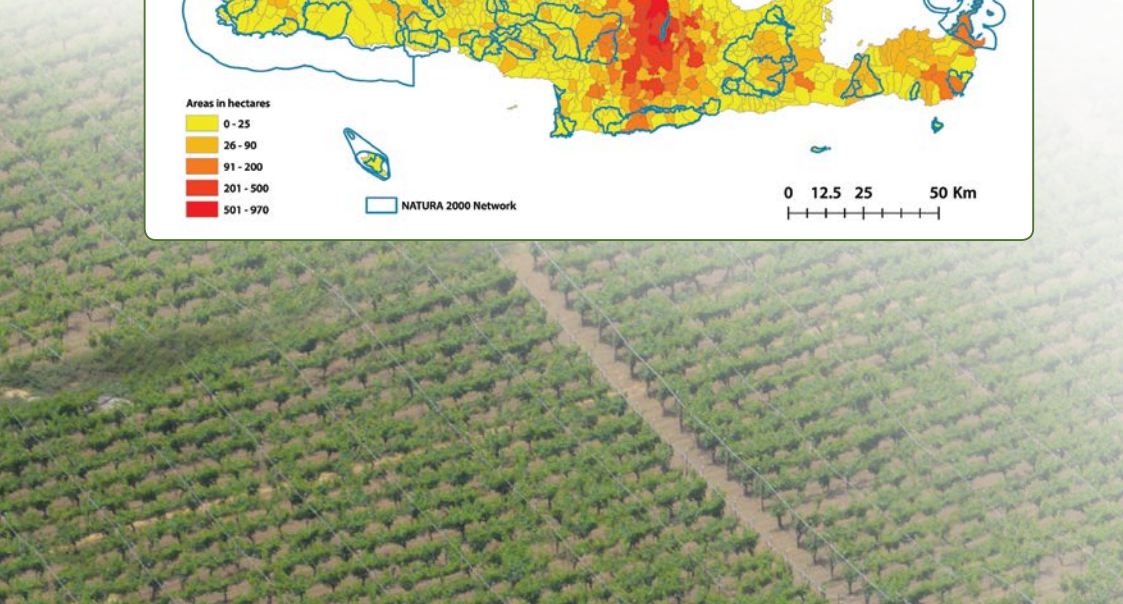 Areas in hectares
0 - 25
26 - 90
91 - 200
201 - 500
501 - 970
NATURA 2000 Network
0 12.5 25 50 Km